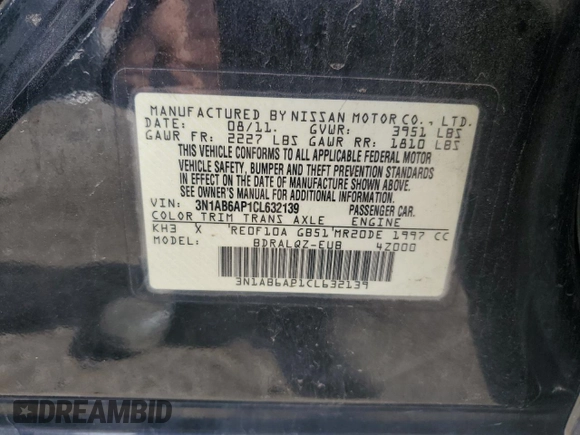 MANUFACTURED BY NISSAN MOTOR CO., LTD.
DATE: 08/11. GVWR: 3951 LBS
GAWR FR: 2227 LBS GAWR RR: 1810 LBS
THIS VEHICLE CONFORMS TO ALL APPLICABLE FEDERAL MOTOR
VEHICLE SAFETY, BUMPER AND THEFT PREVENTION STANDARDS
IN EFFECT ON THE DATE OF MANUFACTURE SHOWN ABOVE.
SEE OWNER'S MANUAL FOR ADDITIONAL INFORMATION.
VIN: 3N1AB6AP1CL632139 PASSENGER CAR.
COLOR TRIM TRANS AXLE ENGINE
KH3 X 'RE0F10A GB51'MR20DE 1997 CC
MODEL: BDRALQZ-EUB 4Z000
3N1AB6AP1CL632139
DREAMBID